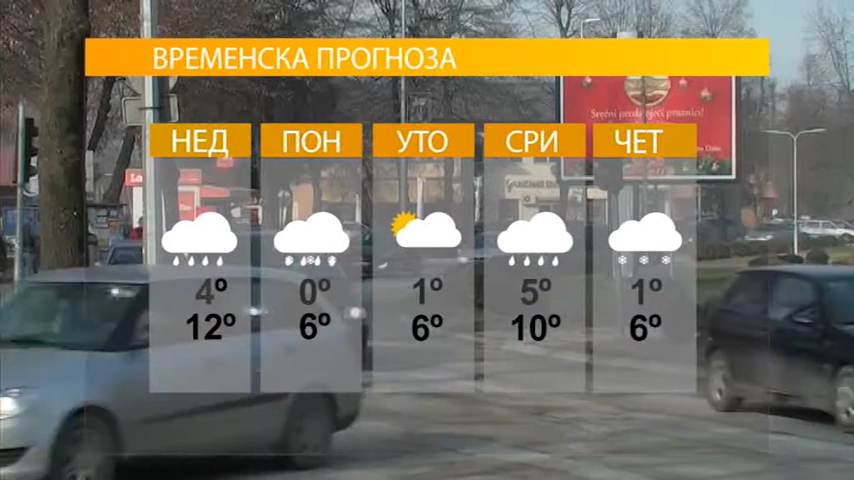 ВРЕМЕНСКА ПРОГНОЗА
Srećni predstojeći praznici!
НЕД ПОН УТО СРИ ЧЕТ
4º 0º 1º 5º 1º
12º 6º 6º 10º 6º